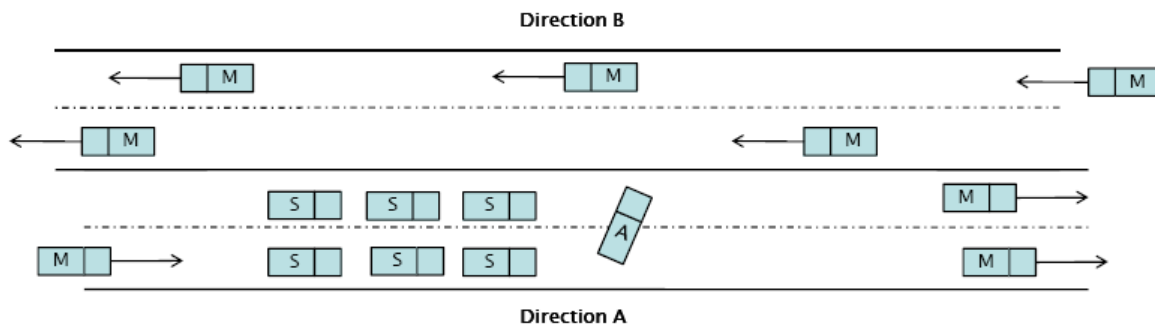 Direction B
M M M
M M
S S S M
A
M S S S M
Direction A